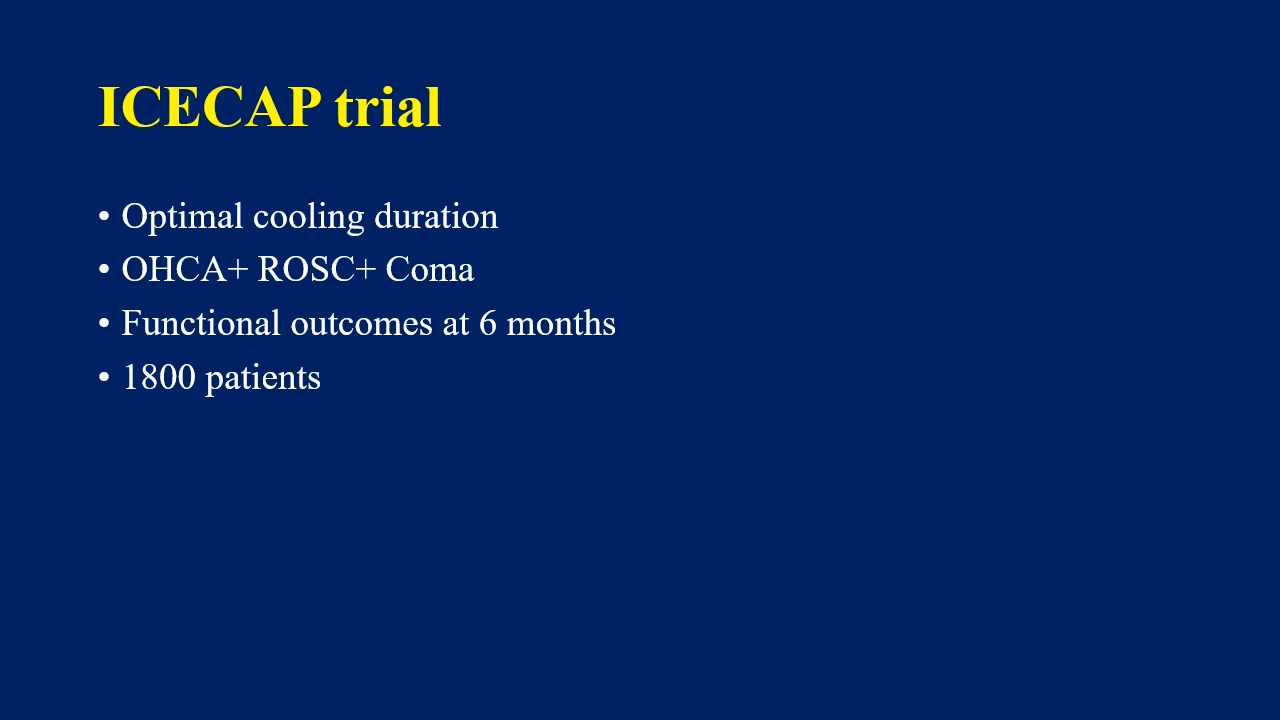 ICECAP trial
• Optimal cooling duration
• OHCA+ ROSC+ Coma
• Functional outcomes at 6 months
• 1800 patients